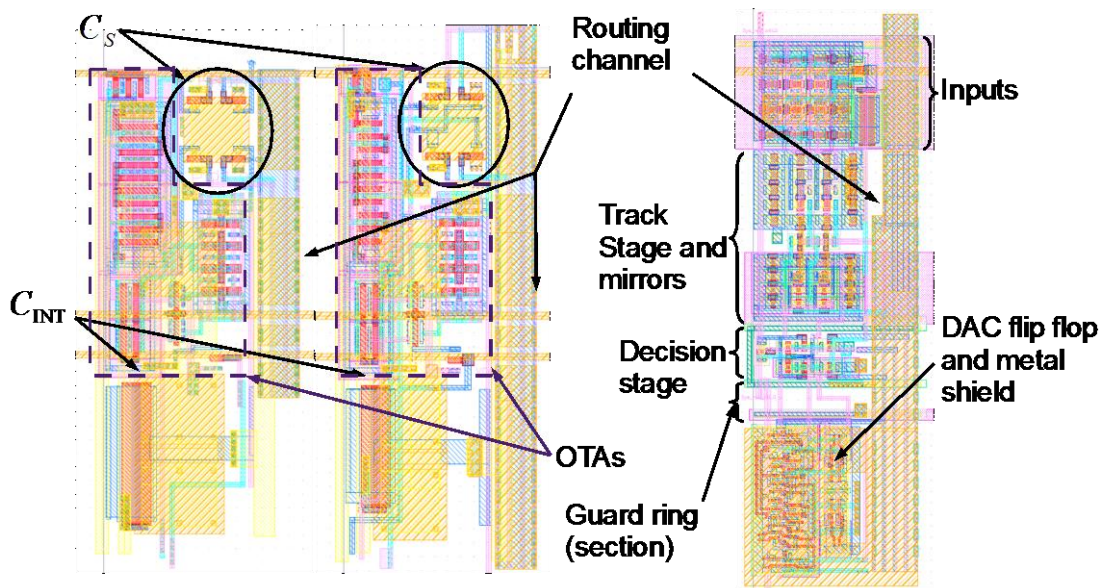 C_S
Routing
channel
Inputs
Track
Stage and
mirrors
C_INT
DAC flip flop
and metal
shield
Decision
stage
OTAs
Guard ring
(section)